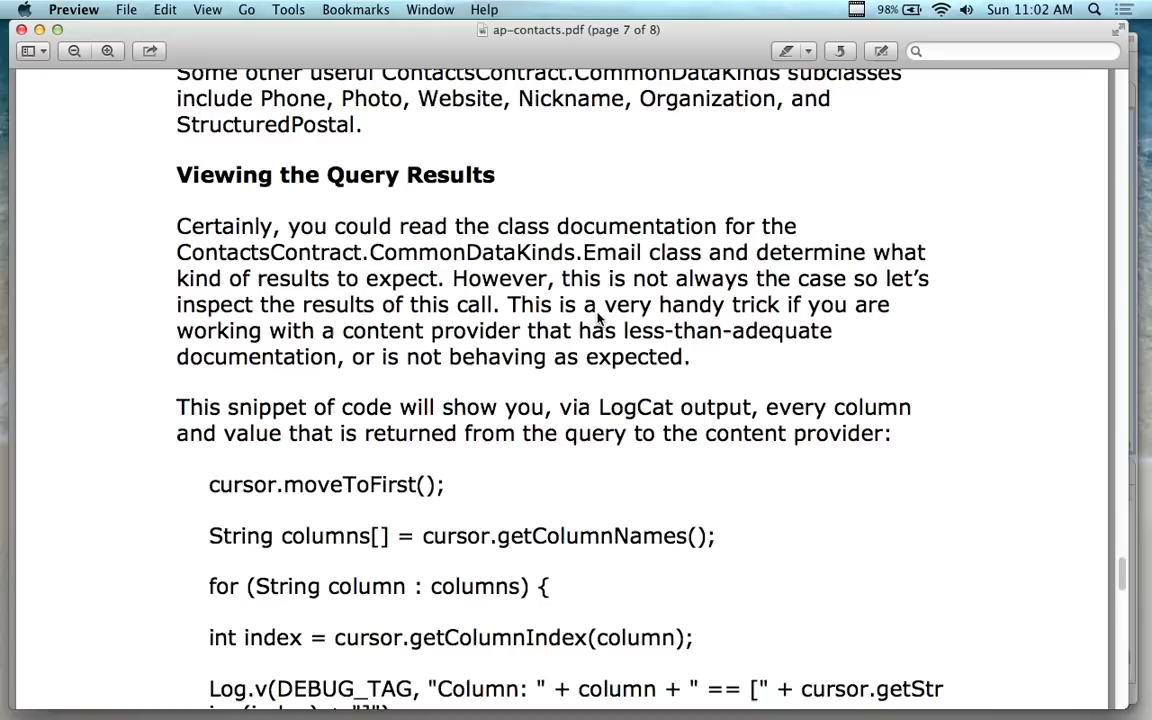 Preview File Edit View Go Tools Bookmarks Window Help 98% Sun 11:02 AM
ap-contacts.pdf (page 7 of 8)
Some other useful ContactsContract.CommonDataKinds subclasses
include Phone, Photo, Website, Nickname, Organization, and
StructuredPostal.
Viewing the Query Results
Certainly, you could read the class documentation for the
ContactsContract.CommonDataKinds.Email class and determine what
kind of results to expect. However, this is not always the case so let’s
inspect the results of this call. This is a very handy trick if you are
working with a content provider that has less-than-adequate
documentation, or is not behaving as expected.
This snippet of code will show you, via LogCat output, every column
and value that is returned from the query to the content provider:
cursor.moveToFirst();
String columns[] = cursor.getColumnNames();
for (String column : columns) {
int index = cursor.getColumnIndex(column);
Log.v(DEBUG_TAG, "Column: " + column + " == [" + cursor.getStr